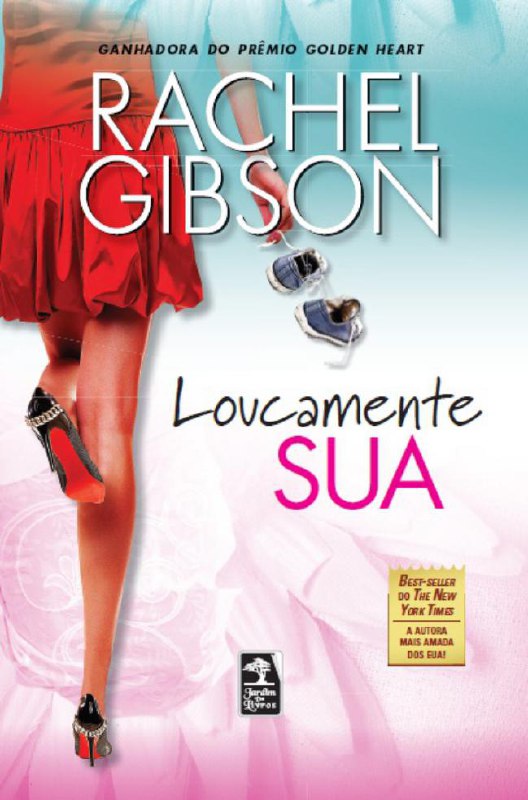 GANHADORA DO PRÊMIO GOLDEN HEART
RACHEL
GIBSON
Loucamente
SUA
BEST-SELLER
DO THE NEW
YORK TIMES
A AUTORA
MAIS AMADA
DOS EUA!
Jardim
Dos
Livros